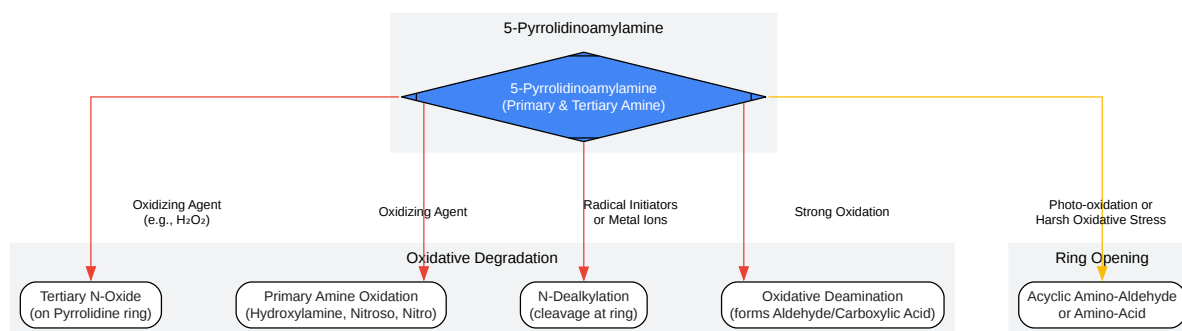 5-Pyrrolidinoamylamine
5-Pyrrolidinoamylamine
(Primary & Tertiary Amine)
Oxidizing Agent
(e.g., H₂O₂)
Oxidizing Agent
Radical Initiators
or Metal Ions
Strong Oxidation
Photo-oxidation or
Harsh Oxidative Stress
Oxidative Degradation
Ring Opening
Tertiary N-Oxide
(on Pyrrolidine ring)
Primary Amine Oxidation
(Hydroxylamine, Nitroso, Nitro)
N-Dealkylation
(cleavage at ring)
Oxidative Deamination
(forms Aldehyde/Carboxylic Acid)
Acyclic Amino-Aldehyde
or Amino-Acid